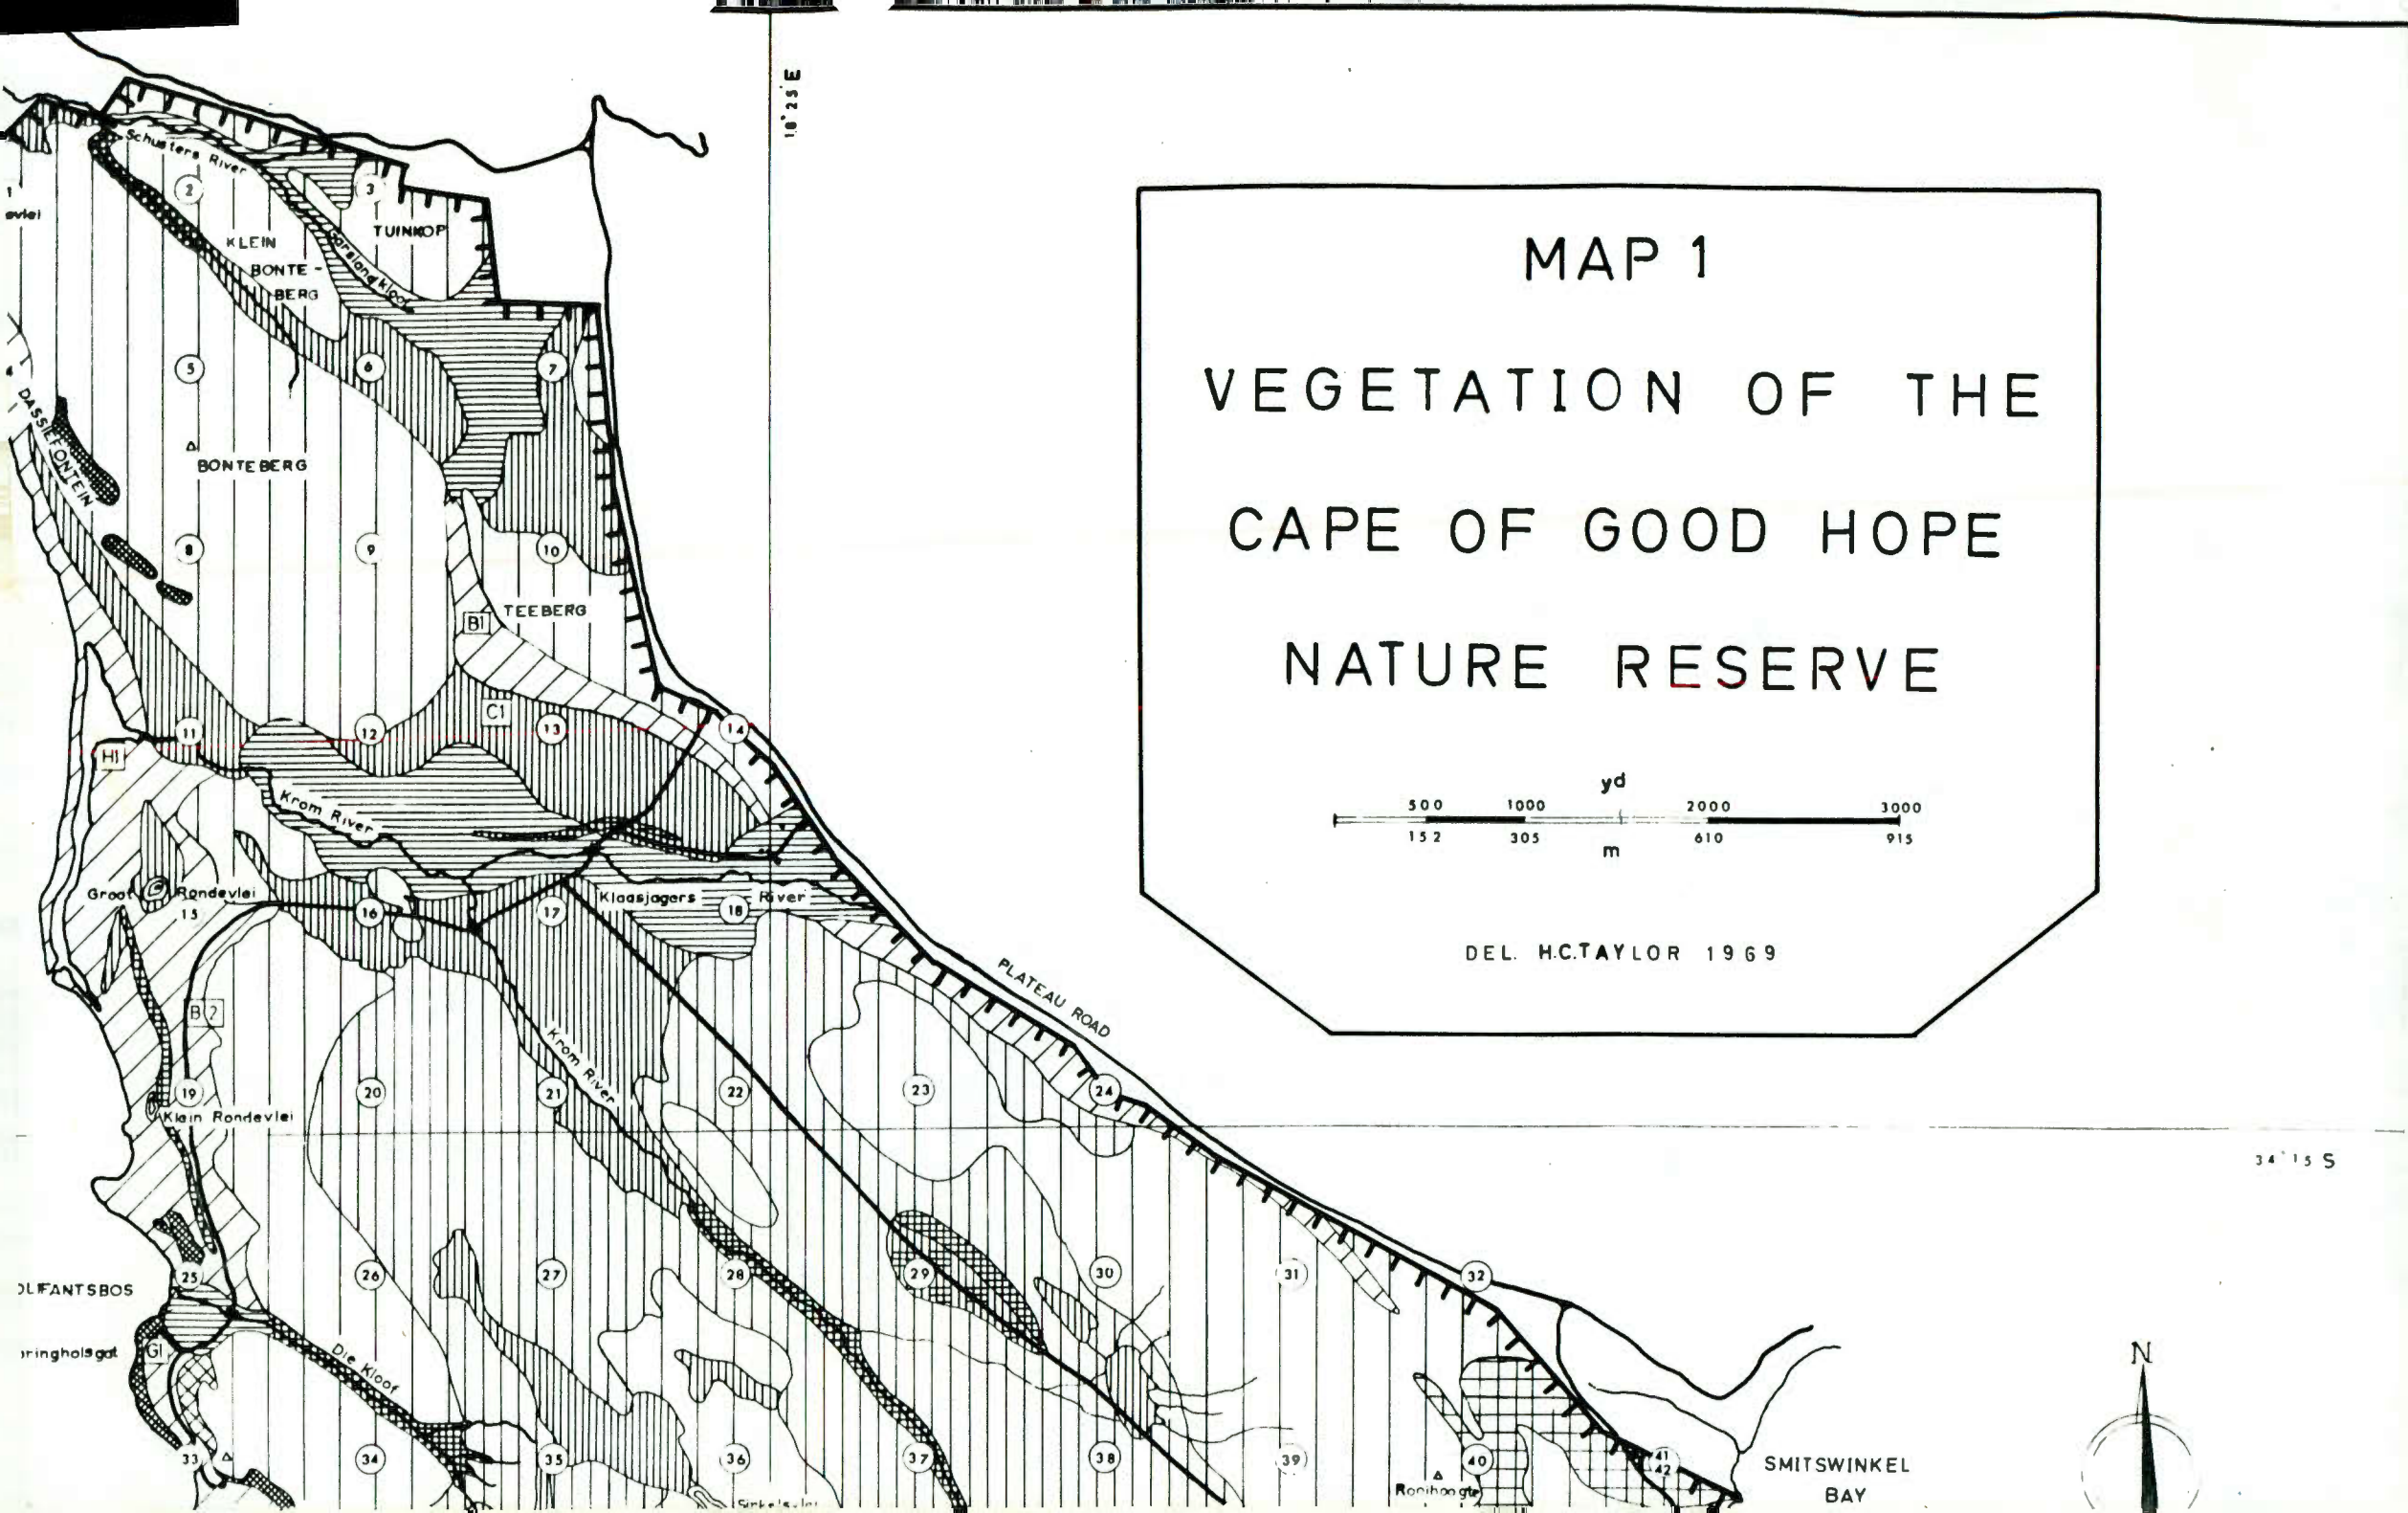 18° 25' E
MAP 1
VEGETATION OF THE
CAPE OF GOOD HOPE
NATURE RESERVE
yd
500 1000 2000 3000
152 305 610 915
m
DEL. H.C.TAYLOR 1969
Schusters River
1
2
3
TUINKOP
KLEIN
BONTE -
BERG
4
5
6
7
DASSIEFONTEIN
BONTEBERG
8
9
10
TEEBERG
B1
C1
11
12
13
14
H1
Krom River
Groot Rondevlei
15
16
17
Klaasjagers River
18
PLATEAU ROAD
B2
Krom River
19
20
21
22
23
24
Klein Rondevlei
34° 15 S
25
26
27
28
29
30
31
32
G1
Die Kloof
N
33
34
35
36
37
38
39
40
41
42
SMITSWINKEL
BAY